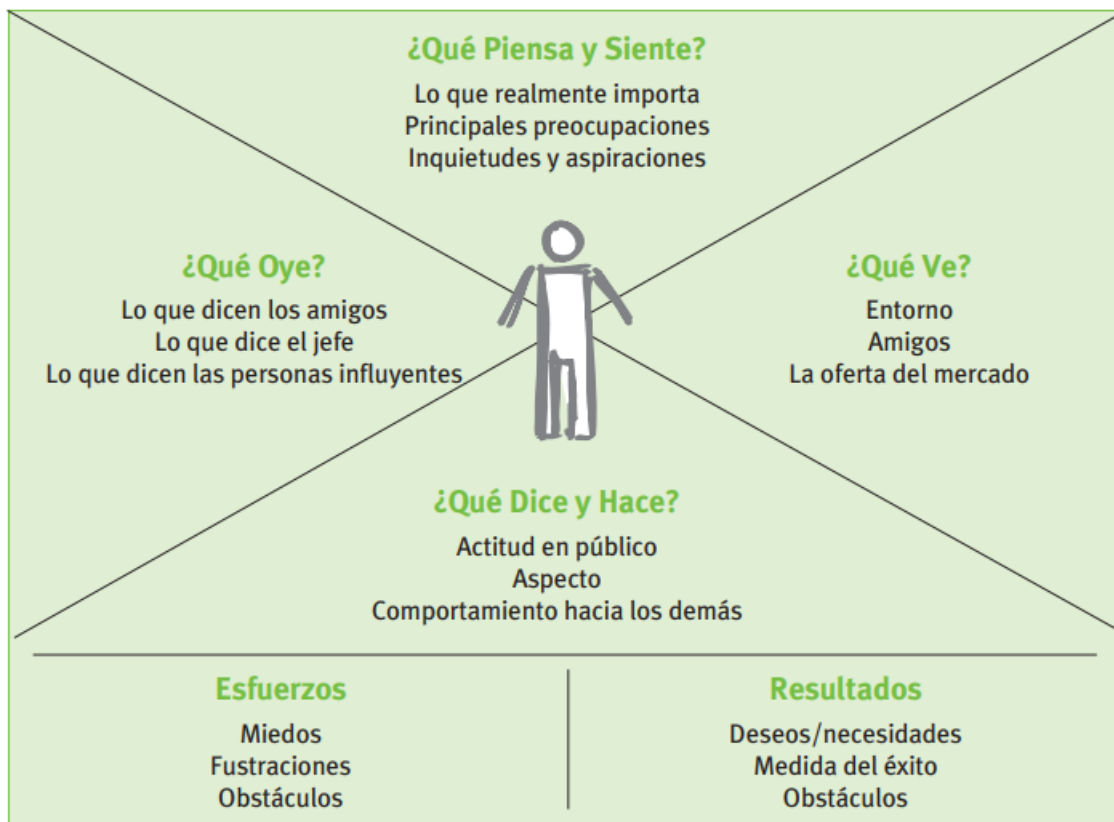 ¿Qué Piensa y Siente?
Lo que realmente importa
Principales preocupaciones
Inquietudes y aspiraciones
¿Qué Oye?
Lo que dicen los amigos
Lo que dice el jefe
Lo que dicen las personas influyentes
¿Qué Ve?
Entorno
Amigos
La oferta del mercado
¿Qué Dice y Hace?
Actitud en público
Aspecto
Comportamiento hacia los demás
Esfuerzos
Miedos
Fustraciones
Obstáculos
Resultados
Deseos/necesidades
Medida del éxito
Obstáculos